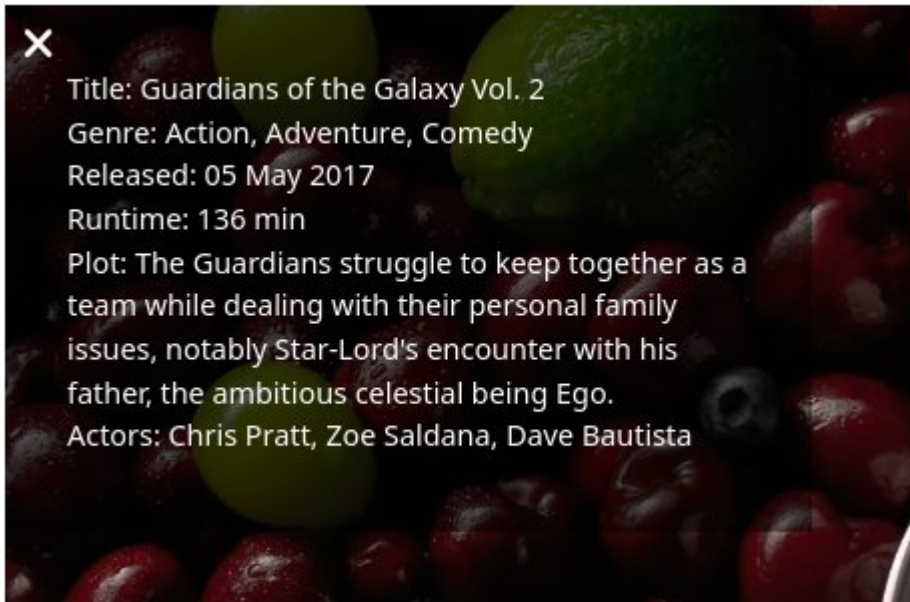 Title: Guardians of the Galaxy Vol. 2
Genre: Action, Adventure, Comedy
Released: 05 May 2017
Runtime: 136 min
Plot: The Guardians struggle to keep together as a
team while dealing with their personal family
issues, notably Star-Lord's encounter with his
father, the ambitious celestial being Ego.
Actors: Chris Pratt, Zoe Saldana, Dave Bautista